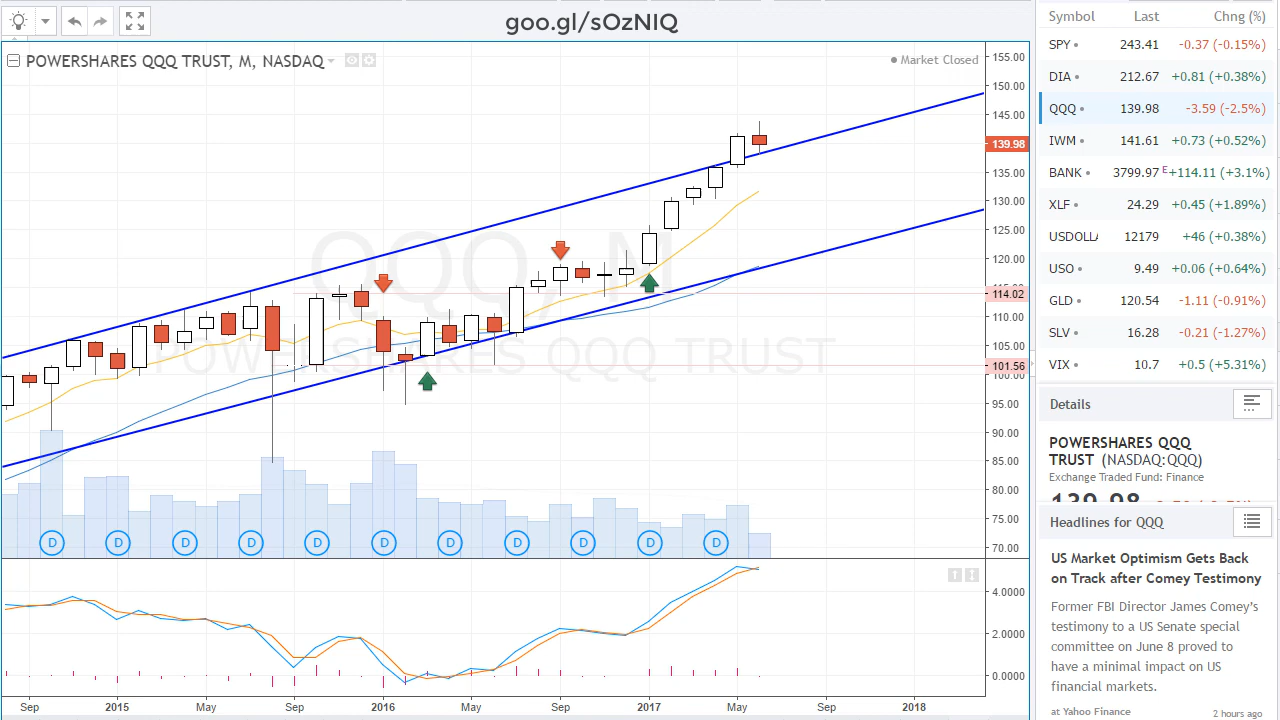 goo.gl/sOzNIQ
POWERSHARES QQQ TRUST, M, NASDAQ
Market Closed
QQQ, M
POWERSHARES QQQ TRUST
155.00
150.00
145.00
139.98
135.00
130.00
125.00
120.00
114.02
110.00
105.00
101.56
100.00
95.00
90.00
85.00
80.00
75.00
70.00
D D D D D D D D D D D
4.0000
2.0000
0.0000
Sep 2015 May Sep 2016 May Sep 2017 May Sep 2018
Symbol Last Chng (%)
SPY 243.41 -0.37 (-0.15%)
DIA 212.67 +0.81 (+0.38%)
QQQ 139.98 -3.59 (-2.5%)
IWM 141.61 +0.73 (+0.52%)
BANK 3799.97 E +114.11 (+3.1%)
XLF 24.29 +0.45 (+1.89%)
USDOLLA 12179 +46 (+0.38%)
USO 9.49 +0.06 (+0.64%)
GLD 120.54 -1.11 (-0.91%)
SLV 16.28 -0.21 (-1.27%)
VIX 10.7 +0.5 (+5.31%)
Details
POWERSHARES QQQ
TRUST (NASDAQ:QQQ)
Exchange Traded Fund: Finance
139.98
Headlines for QQQ
US Market Optimism Gets Back
on Track after Comey Testimony
Former FBI Director James Comey's
testimony to a US Senate special
committee on June 8 proved to
have a minimal impact on US
financial markets.
at Yahoo Finance 2 hours ago